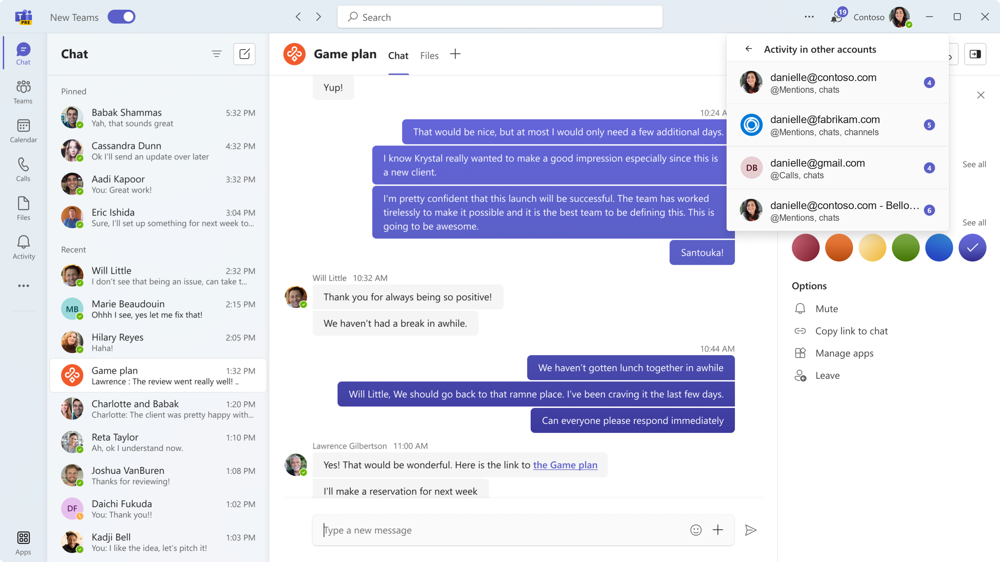 T
PRE
New Teams
Search
19
Contoso
Chat
Teams
Calendar
Calls
Files
Activity
Apps
Chat
Pinned
Babak Shammas 5:32 PM
Yah, that sounds great
Cassandra Dunn 4:32 PM
Ok I’ll send an update over later
Aadi Kapoor 3:32 PM
You: Great work!
Eric Ishida 3:04 PM
Sure, I’ll set up something for next week to...
Recent
Will Little 2:32 PM
I don’t see that being an issue, can take t...
MB
Marie Beaudouin 2:15 PM
Ohhh I see, yes let me fix that!
Hilary Reyes 2:05 PM
Haha!
Game plan 1:32 PM
Lawrence : The review went really well! ..
Charlotte and Babak 1:20 PM
Charlotte: The client was pretty happy with...
Reta Taylor 1:10 PM
Ah, ok I understand now.
Joshua VanBuren 1:08 PM
Thanks for reviewing!
DF
Daichi Fukuda 1:02 PM
You: Thank you!!
Kadji Bell 1:03 PM
You: I like the idea, let’s pitch it!
Game plan Chat Files
Yup!
10:24 A
That would be nice, but at most I would only need a few additional days.
I know Krystal really wanted to make a good impression especially since this is
a new client.
I'm pretty confident that this launch will be successful. The team has worked
tirelessly to make it possible and it is the best team to be defining this. This is
going to be awesome.
Santouka!
Will Little 10:32 AM
Thank you for always being so positive!
We haven’t had a break in awhile.
10:44 AM
We haven’t gotten lunch together in awhile
Will Little, We should go back to that ramne place. I’ve been craving it the last few days.
Can everyone please respond immediately
Lawrence Gilbertson 11:00 AM
Yes! That would be wonderful. Here is the link to the Game plan
I’ll make a reservation for next week
Type a new message
Activity in other accounts
danielle@contoso.com
@Mentions, chats
4
danielle@fabrikam.com
@Mentions, chats, channels
5
DB
danielle@gmail.com
@Calls, chats
4
danielle@contoso.com - Bello…
@Mentions, chats
6
See all
See all
Options
Mute
Copy link to chat
Manage apps
Leave